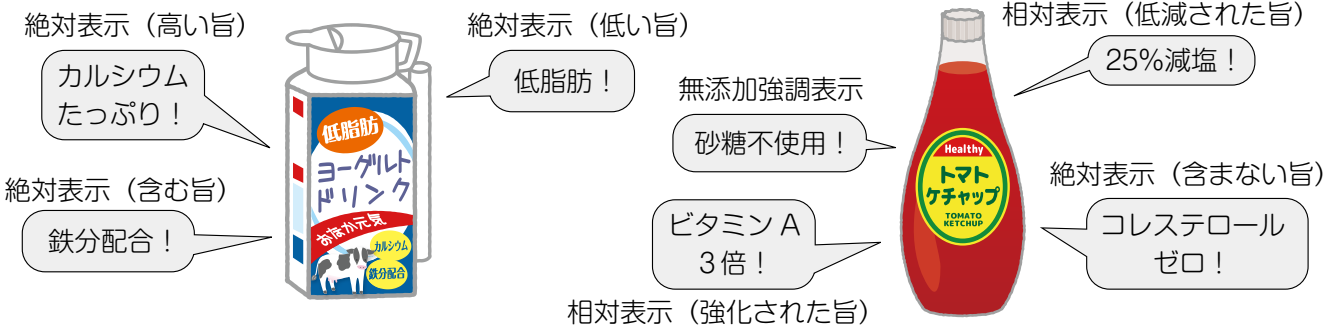 絶対表示（高い旨）
カルシウム
たっぷり！
絶対表示（含む旨）
鉄分配合！
低脂肪
ヨーグルト
ドリンク
おなか元気
カルシウム
鉄分配合
絶対表示（低い旨）
低脂肪！
無添加強調表示
砂糖不使用！
ビタミンA
3倍！
相対表示（強化された旨）
Healthy
トマト
ケチャップ
TOMATO
KETCHUP
相対表示（低減された旨）
25%減塩！
絶対表示（含まない旨）
コレステロール
ゼロ！